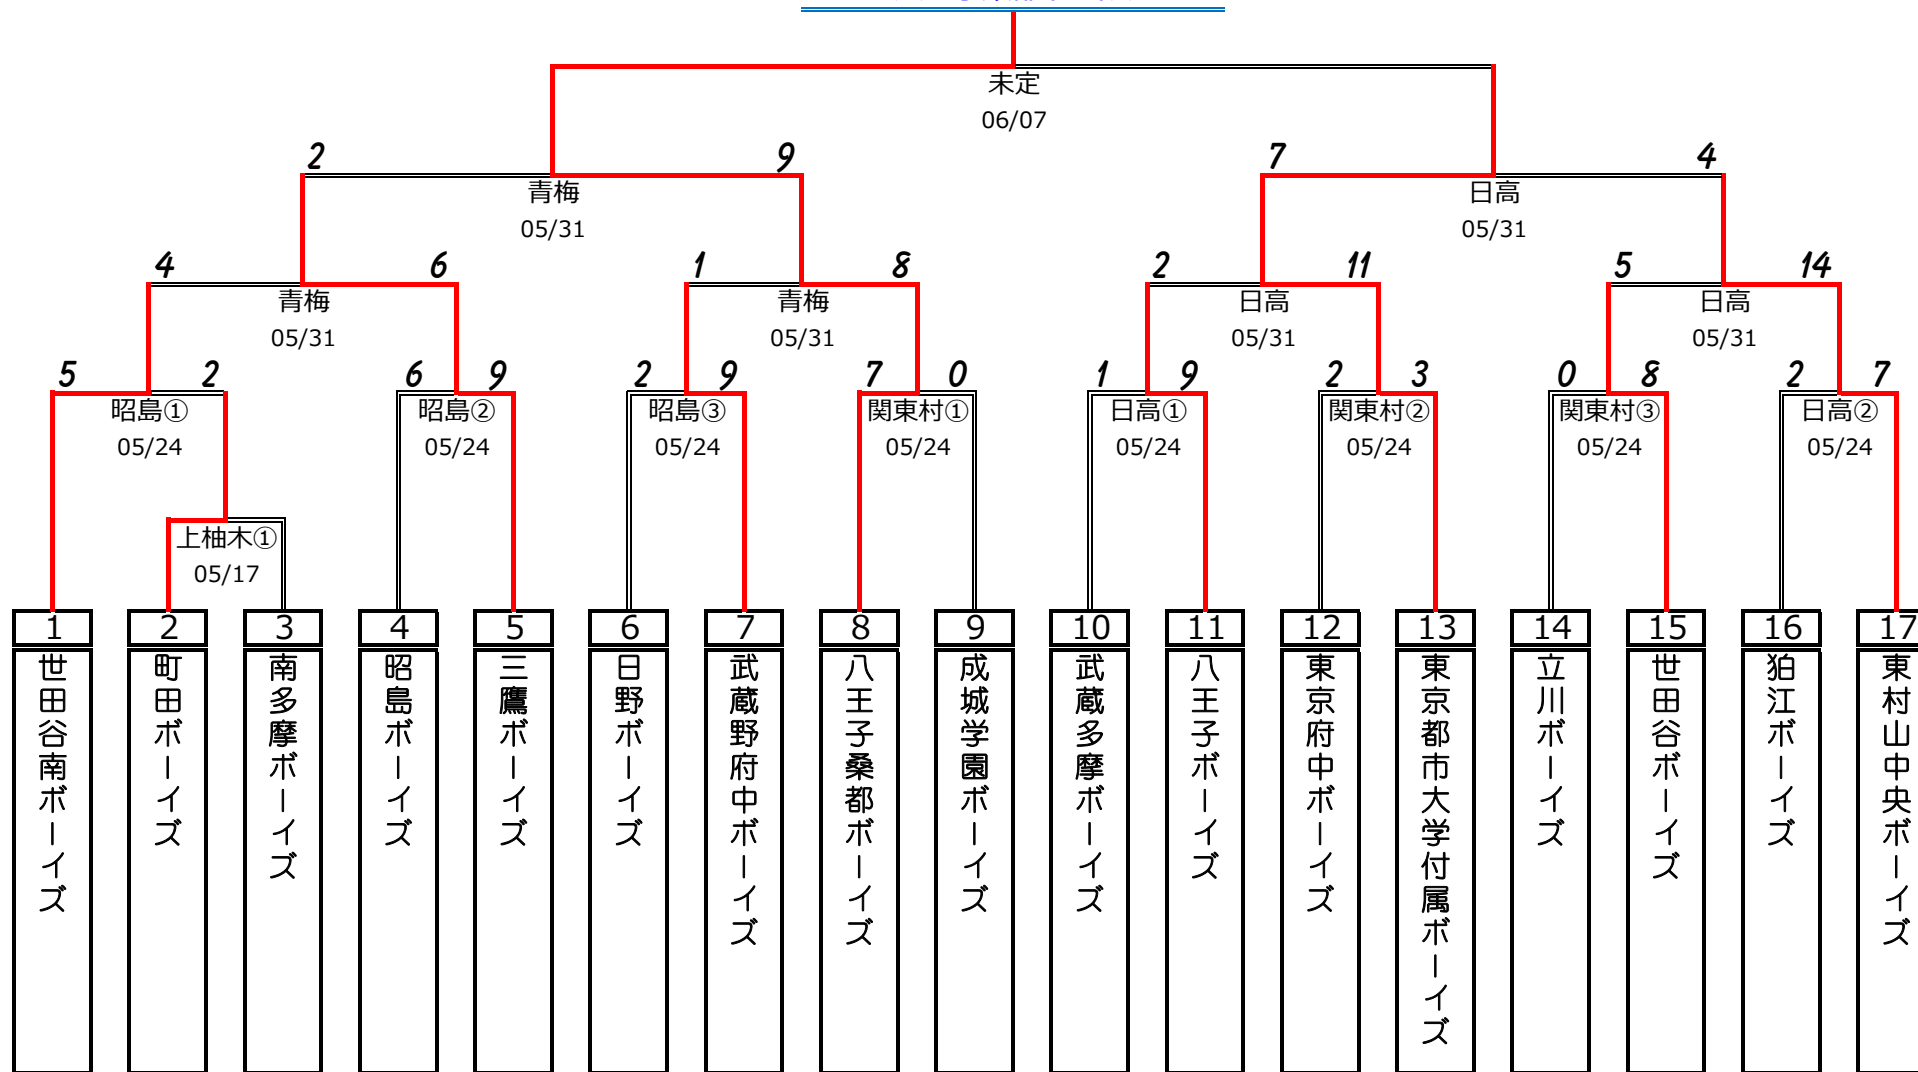 未定
06/07
2 9 7 4
青梅 日高
05/31 05/31
4 6 1 8 2 11 5 14
青梅 青梅 日高 日高
05/31 05/31 05/31 05/31
5 2 6 9 2 9 7 0 1 9 2 3 0 8 2 7
昭島① 昭島② 昭島③ 関東村① 日高① 関東村② 関東村③ 日高②
05/24 05/24 05/24 05/24 05/24 05/24 05/24 05/24
上柚木①
05/17
1 2 3 4 5 6 7 8 9 10 11 12 13 14 15 16 17
世田谷南ボーイズ
町田ボーイズ
南多摩ボーイズ
昭島ボーイズ
三鷹ボーイズ
日野ボーイズ
武蔵野府中ボーイズ
八王子桑都ボーイズ
成城学園ボーイズ
武蔵多摩ボーイズ
八王子ボーイズ
東京府中ボーイズ
東京都市大学付属ボーイズ
立川ボーイズ
世田谷ボーイズ
狛江ボーイズ
東村山中央ボーイズ